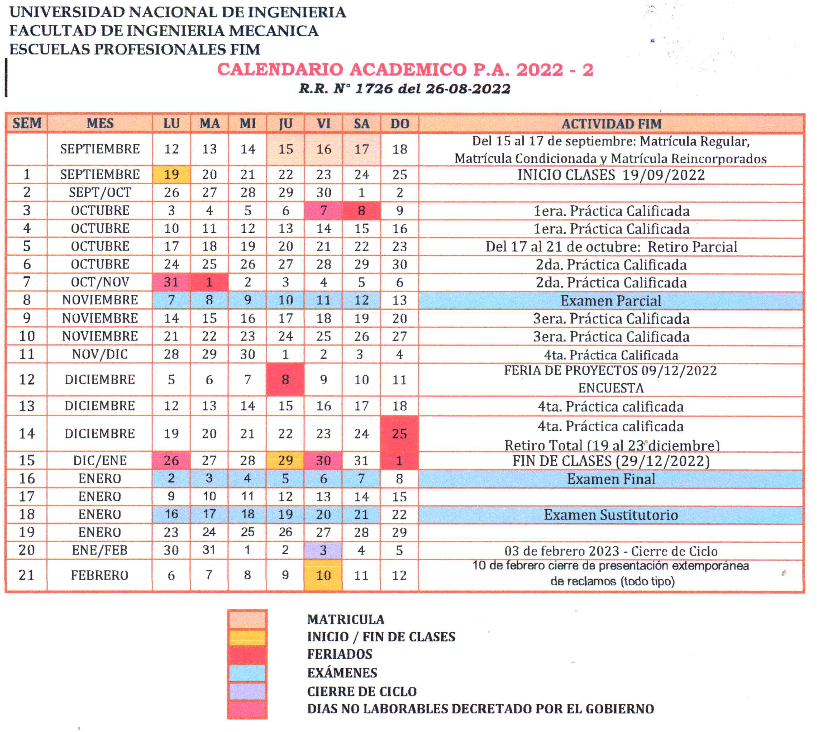 UNIVERSIDAD NACIONAL DE INGENIERIA
FACULTAD DE INGENIERIA MECANICA
ESCUELAS PROFESIONALES FIM
CALENDARIO ACADEMICO P.A. 2022 - 2
R.R. N° 1726 del 26-08-2022
SEM MES LU MA MI JU VI SA DO ACTIVIDAD FIM
SEPTIEMBRE 12 13 14 15 16 17 18 Del 15 al 17 de septiembre: Matrícula Regular,
Matrícula Condicionada y Matrícula Reincorporados
1 SEPTIEMBRE 19 20 21 22 23 24 25 INICIO CLASES 19/09/2022
2 SEPT/OCT 26 27 28 29 30 1 2
3 OCTUBRE 3 4 5 6 7 8 9 1era. Práctica Calificada
4 OCTUBRE 10 11 12 13 14 15 16 1era. Práctica Calificada
5 OCTUBRE 17 18 19 20 21 22 23 Del 17 al 21 de octubre: Retiro Parcial
6 OCTUBRE 24 25 26 27 28 29 30 2da. Práctica Calificada
7 OCT/NOV 31 1 2 3 4 5 6 2da. Práctica Calificada
8 NOVIEMBRE 7 8 9 10 11 12 13 Examen Parcial
9 NOVIEMBRE 14 15 16 17 18 19 20 3era. Práctica Calificada
10 NOVIEMBRE 21 22 23 24 25 26 27 3era. Práctica Calificada
11 NOV/DIC 28 29 30 1 2 3 4 4ta. Práctica Calificada
12 DICIEMBRE 5 6 7 8 9 10 11 FERIA DE PROYECTOS 09/12/2022
ENCUESTA
13 DICIEMBRE 12 13 14 15 16 17 18 4ta. Práctica calificada
14 DICIEMBRE 19 20 21 22 23 24 25 4ta. Práctica calificada
Retiro Total (19 al 23 diciembre)
15 DIC/ENE 26 27 28 29 30 31 1 FIN DE CLASES (29/12/2022)
16 ENERO 2 3 4 5 6 7 8 Examen Final
17 ENERO 9 10 11 12 13 14 15
18 ENERO 16 17 18 19 20 21 22 Examen Sustitutorio
19 ENERO 23 24 25 26 27 28 29
20 ENE/FEB 30 31 1 2 3 4 5 03 de febrero 2023 - Cierre de Ciclo
21 FEBRERO 6 7 8 9 10 11 12 10 de febrero cierre de presentación extemporánea
de reclamos (todo tipo)
MATRICULA
INICIO / FIN DE CLASES
FERIADOS
EXÁMENES
CIERRE DE CICLO
DIAS NO LABORABLES DECRETADO POR EL GOBIERNO